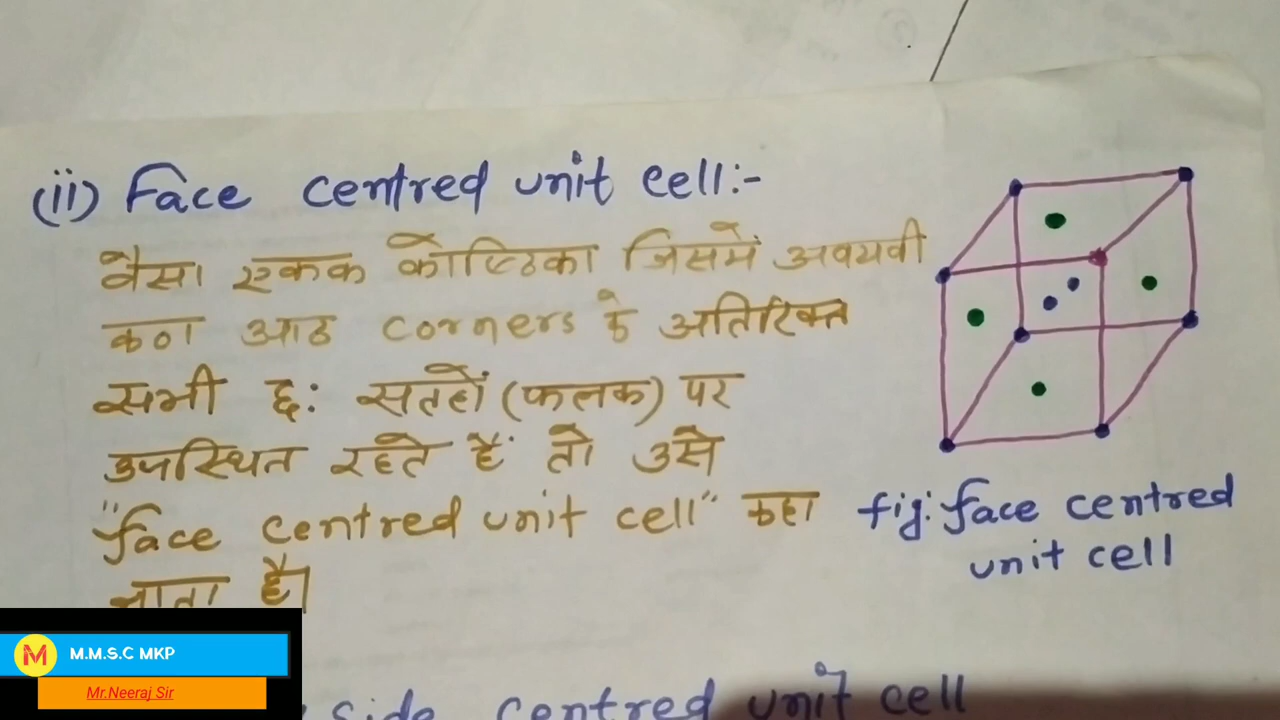 (ii) Face centred unit cell:-
वैसा एकक कोष्ठिका जिसमें अवयवी
कण आठ corners के अतिरिक्त
सभी छ: सतहों (फलक) पर
उपस्थित रहते हैं तो उसे
"face centred unit cell" कहा
जाता है।
fig: face centred
unit cell
side centred unit cell
M M.M.S.C MKP
Mr.Neeraj Sir